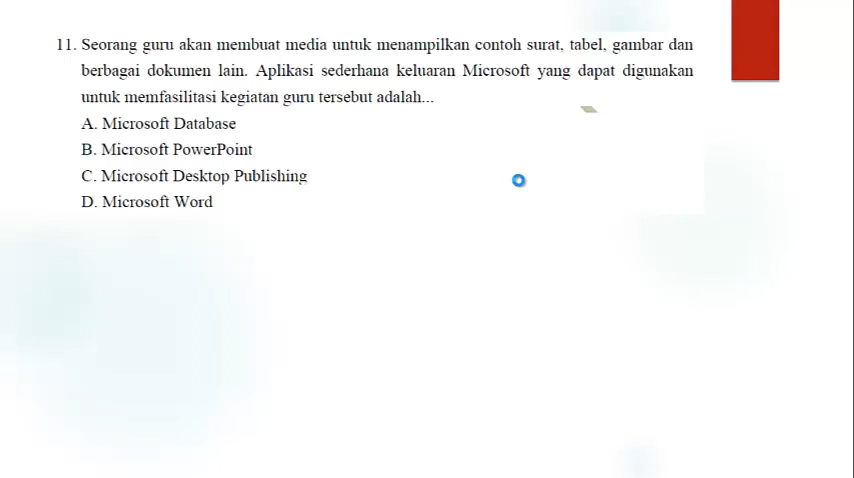 11. Seorang guru akan membuat media untuk menampilkan contoh surat, tabel, gambar dan
berbagai dokumen lain. Aplikasi sederhana keluaran Microsoft yang dapat digunakan
untuk memfasilitasi kegiatan guru tersebut adalah...
A. Microsoft Database
B. Microsoft PowerPoint
C. Microsoft Desktop Publishing
D. Microsoft Word